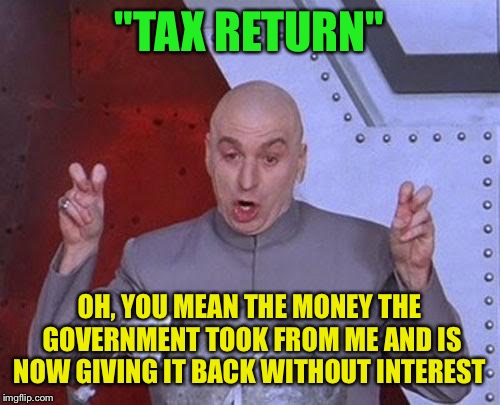 "TAX RETURN"
OH, YOU MEAN THE MONEY THE
GOVERNMENT TOOK FROM ME AND IS
NOW GIVING IT BACK WITHOUT INTEREST
imgflip.com